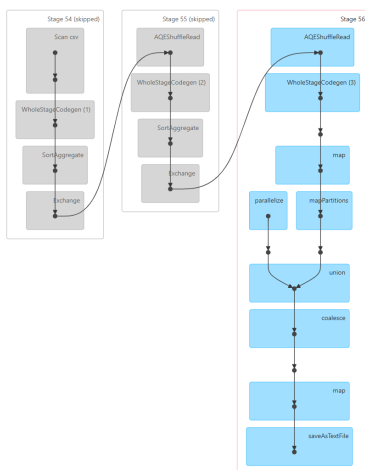 Stage 54 (skipped)
Scan csv
WholeStageCodegen (1)
SortAggregate
Exchange
Stage 55 (skipped)
AQEShuffleRead
WholeStageCodegen (2)
SortAggregate
Exchange
Stage 56
AQEShuffleRead
WholeStageCodegen (3)
map
parallelize
mapPartitions
union
coalesce
map
saveAsTextFile